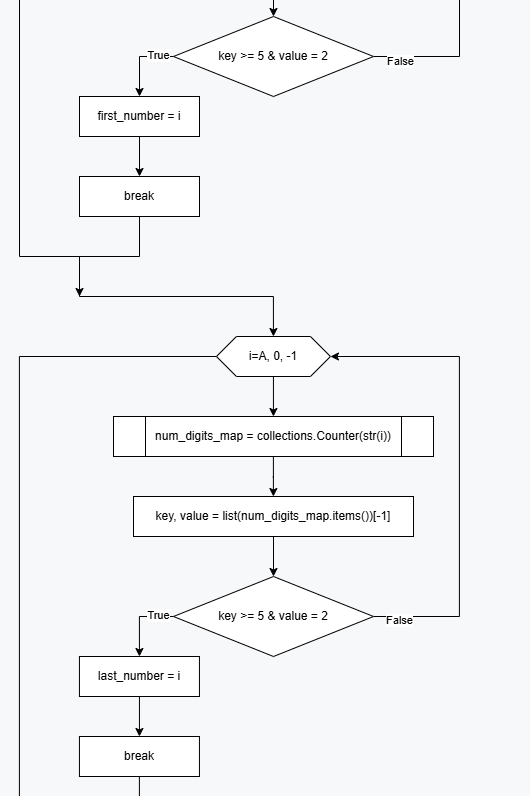 True
key >= 5 & value = 2
False
first_number = i
break
i=A, 0, -1
num_digits_map = collections.Counter(str(i))
key, value = list(num_digits_map.items())[-1]
True
key >= 5 & value = 2
False
last_number = i
break